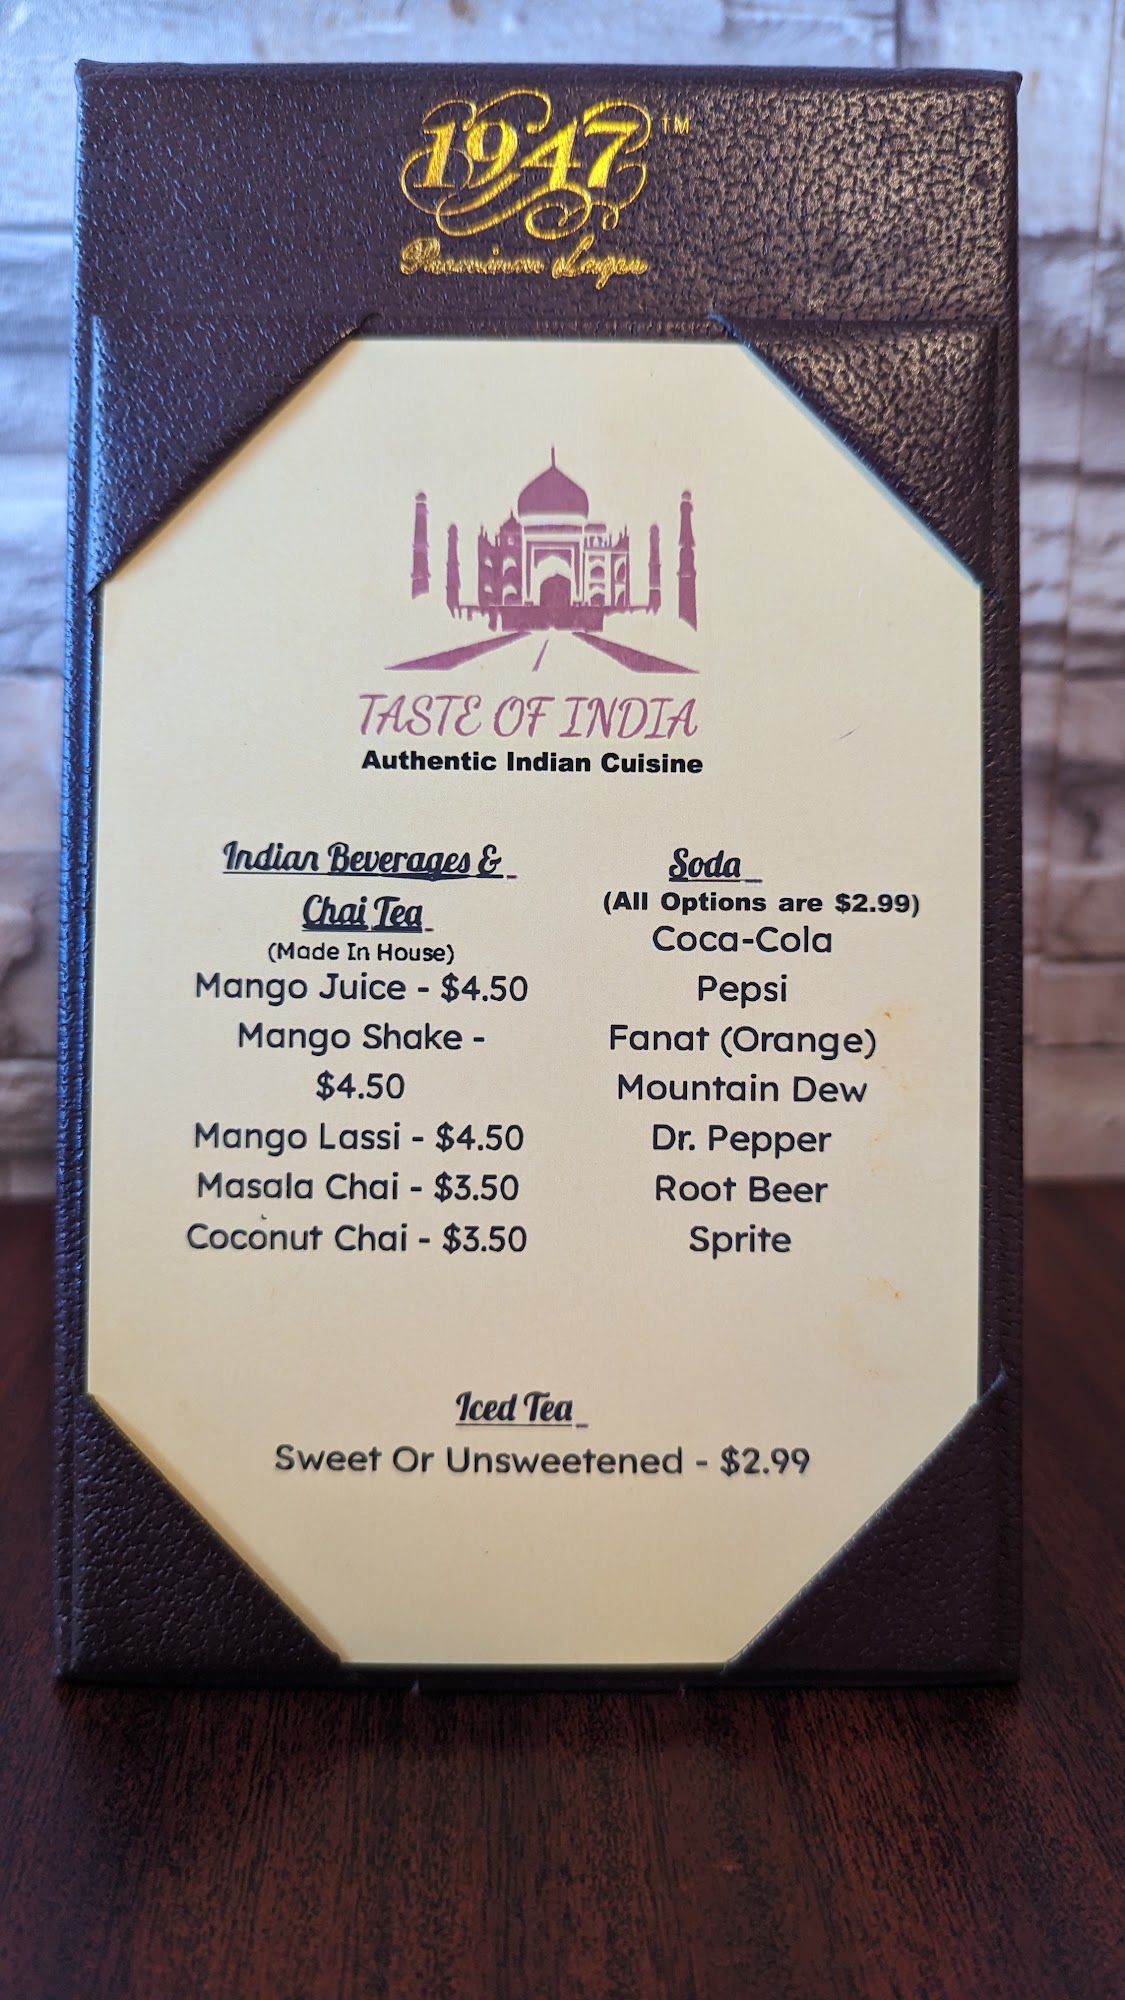 1947 TM
Premium Lager
TASTE OF INDIA
Authentic Indian Cuisine
Indian Beverages &
Chai Tea
(Made In House)
Mango Juice - $4.50
Mango Shake -
$4.50
Mango Lassi - $4.50
Masala Chai - $3.50
Coconut Chai - $3.50
Soda
(All Options are $2.99)
Coca-Cola
Pepsi
Fanat (Orange)
Mountain Dew
Dr. Pepper
Root Beer
Sprite
Iced Tea
Sweet Or Unsweetened - $2.99